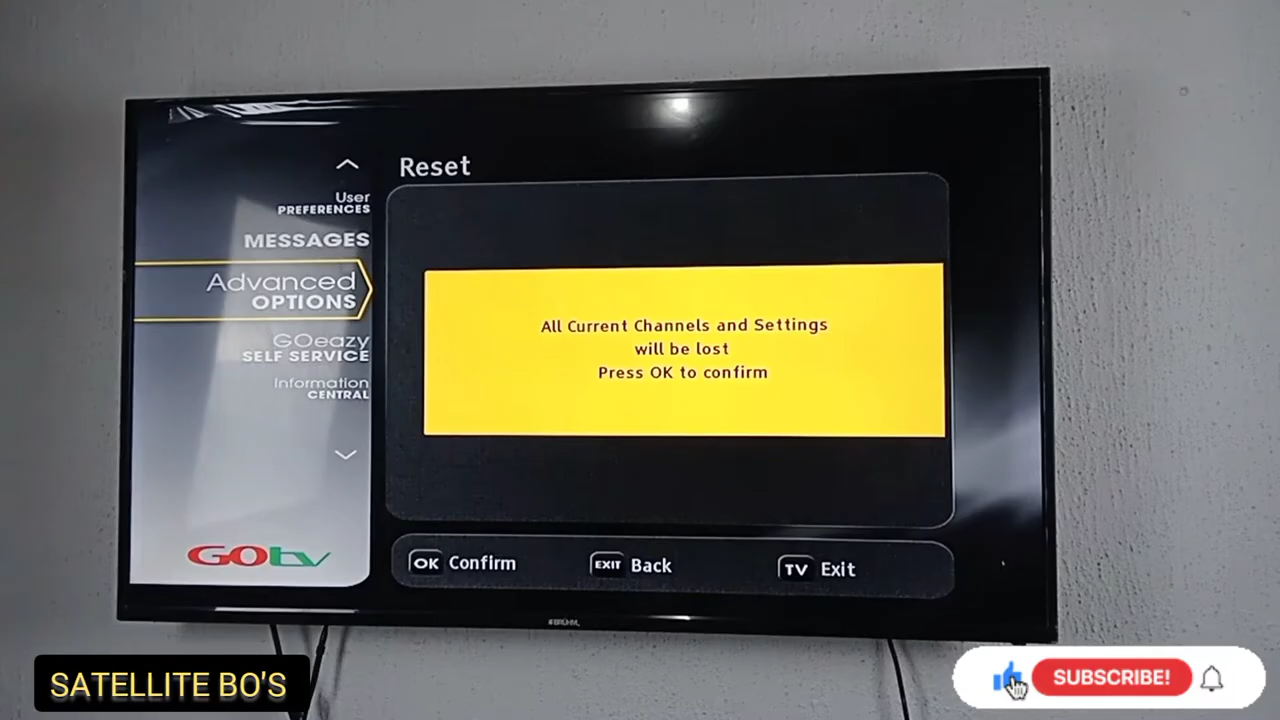 Reset
User
PREFERENCES
MESSAGES
Advanced
OPTIONS
GOeazy
SELF SERVICE
Information
CENTRAL
GOtv
All Current Channels and Settings
will be lost
Press OK to confirm
OK Confirm EXIT Back TV Exit
BRUHM
SATELLITE BO'S
SUBSCRIBE!